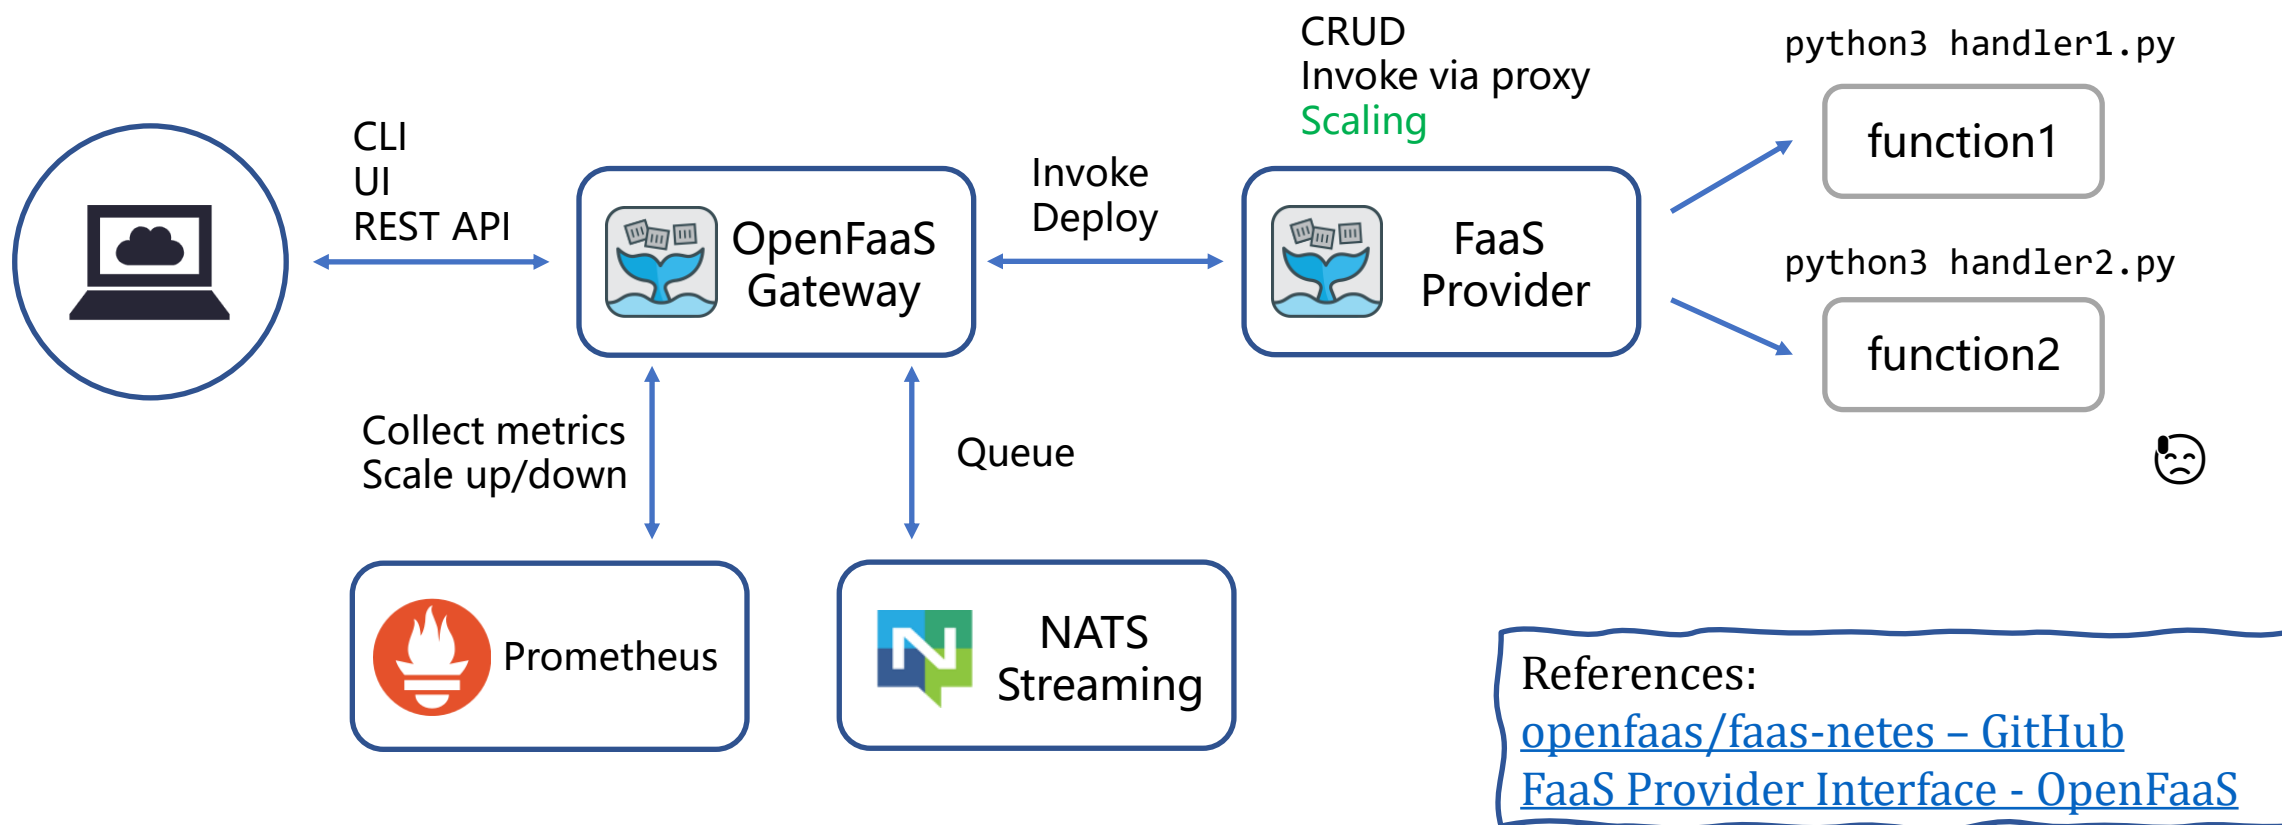 CLI
UI
REST API
OpenFaaS
Gateway
Invoke
Deploy
CRUD
Invoke via proxy
Scaling
FaaS
Provider
python3 handler1.py
function1
python3 handler2.py
function2
Collect metrics
Scale up/down
Queue
Prometheus
N
NATS
Streaming
References:
openfaas/faas-netes – GitHub
FaaS Provider Interface - OpenFaaS